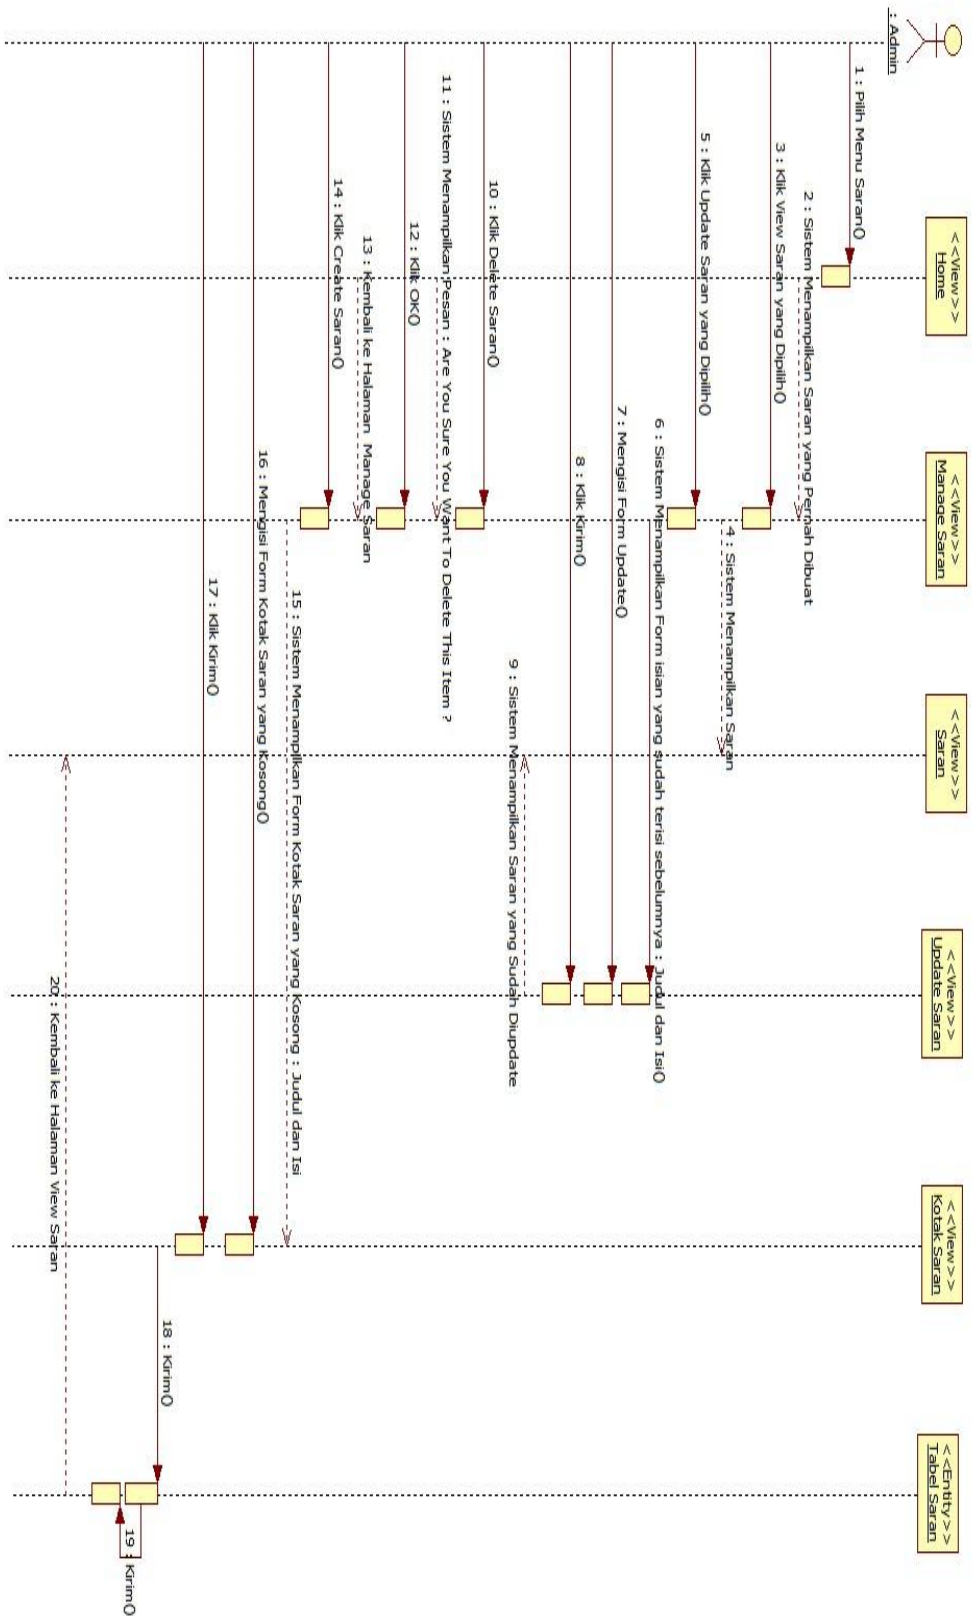 : Admin
<<View>>
Home
<<View>>
Manage Saran
<<View>>
Saran
<<View>>
Update Saran
<<View>>
Kotak Saran
<<Entity>>
Tabel Saran
1 : Pilih Menu Saran()
2 : Sistem Menampilkan Saran yang Pernah Dibuat
3 : Klik View Saran yang Dipilih()
4 : Sistem Menampilkan Saran
5 : Klik Update Saran yang Dipilih()
6 : Sistem Menampilkan Form isian yang sudah terisi sebelumnya : Judul dan Isi()
7 : Mengisi Form Update()
8 : Klik Kirim()
9 : Sistem Menampilkan Saran yang Sudah Diupdate
10 : Klik Delete Saran()
11 : Sistem Menampilkan Pesan : Are You Sure You Want To Delete This Item ?
12 : Klik OK()
13 : Kembali ke Halaman Manage Saran
14 : Klik Create Saran()
15 : Sistem Menampilkan Form Kotak Saran yang Kosong : Judul dan Isi
16 : Mengisi Form Kotak Saran yang Kosong()
17 : Klik Kirim()
18 : Kirim()
19 : Kirim()
20 : Kembali ke Halaman View Saran